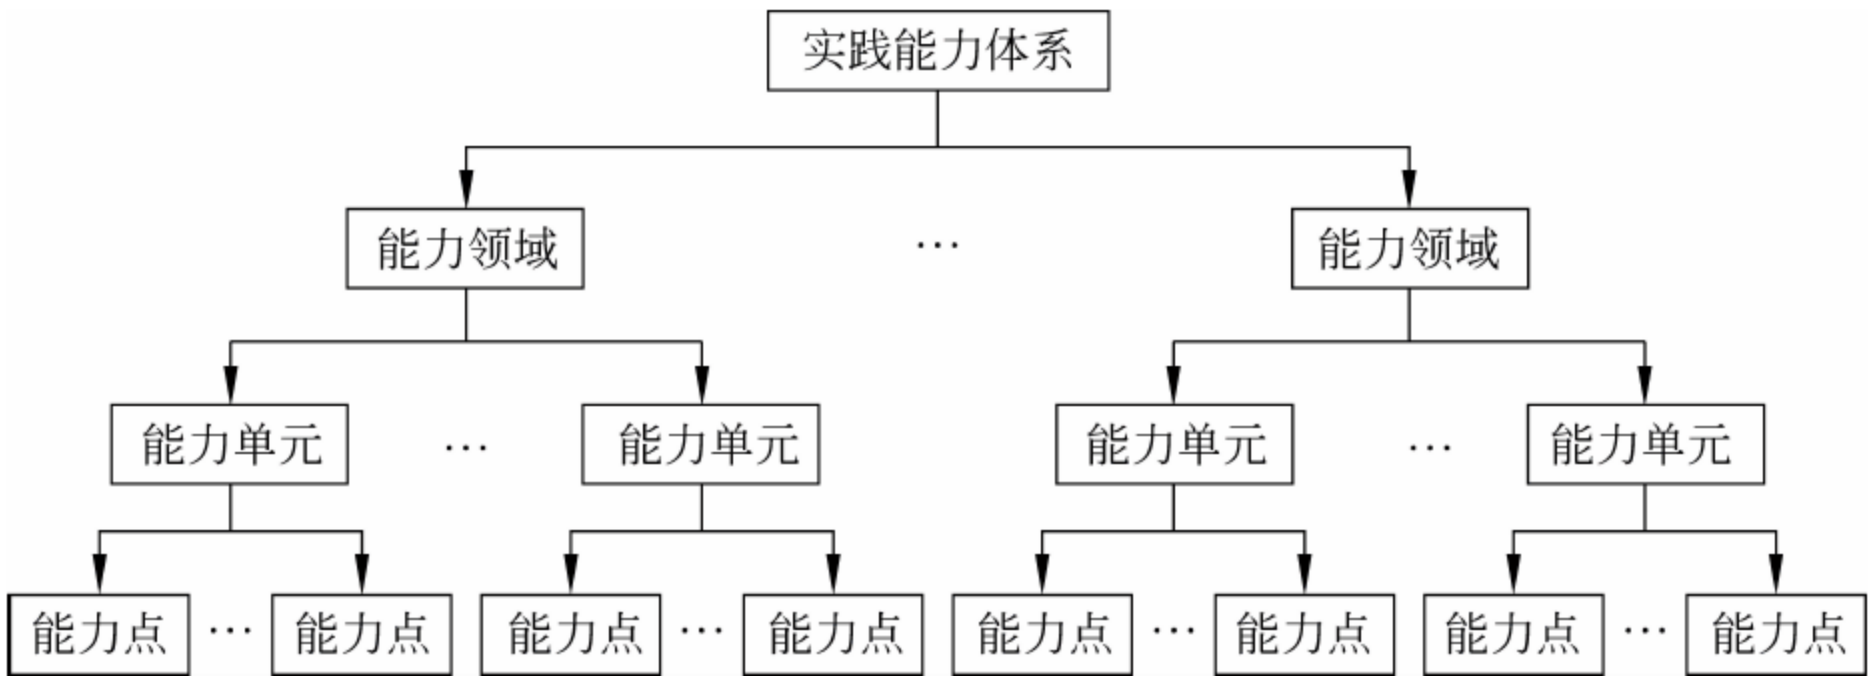 实践能力体系
能力领域 … 能力领域
能力单元 … 能力单元 能力单元 … 能力单元
能力点 … 能力点 能力点 … 能力点 能力点 … 能力点 能力点 … 能力点